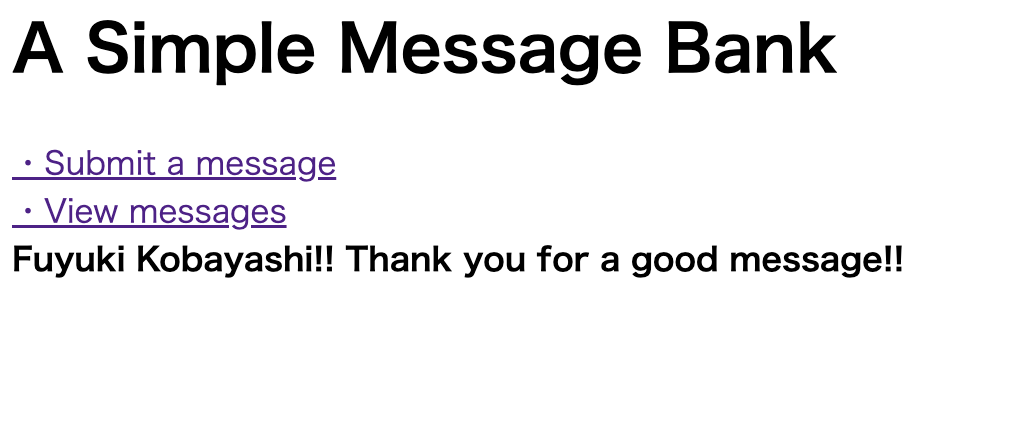 A Simple Message Bank
・Submit a message
・View messages
Fuyuki Kobayashi!! Thank you for a good message!!